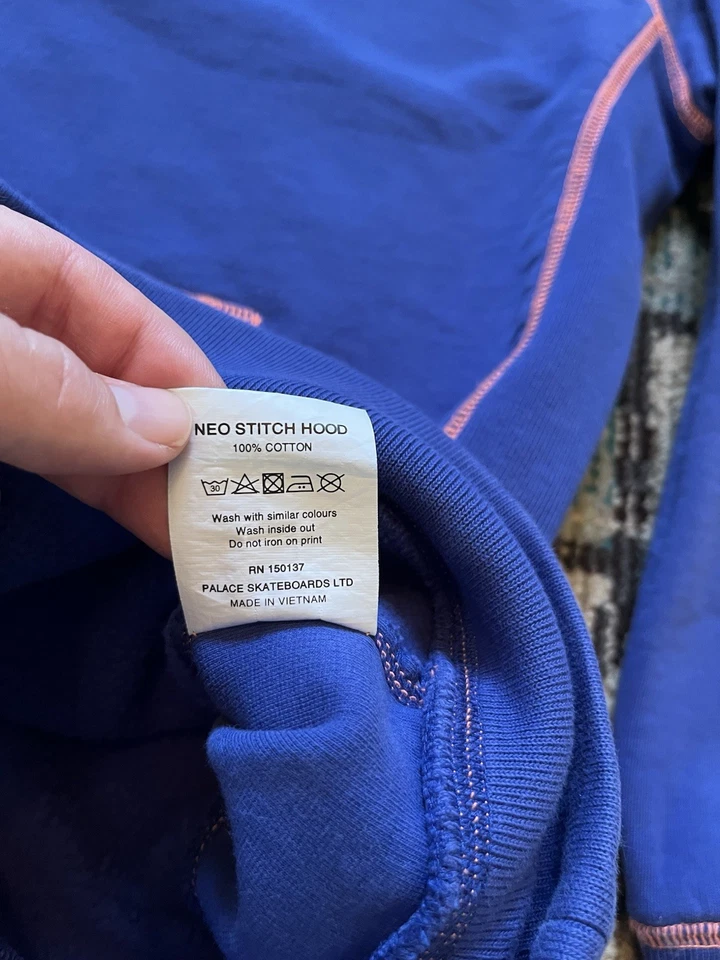 NEO STITCH HOOD
100% COTTON
30
Wash with similar colours
Wash inside out
Do not iron on print
RN 150137
PALACE SKATEBOARDS LTD
MADE IN VIETNAM